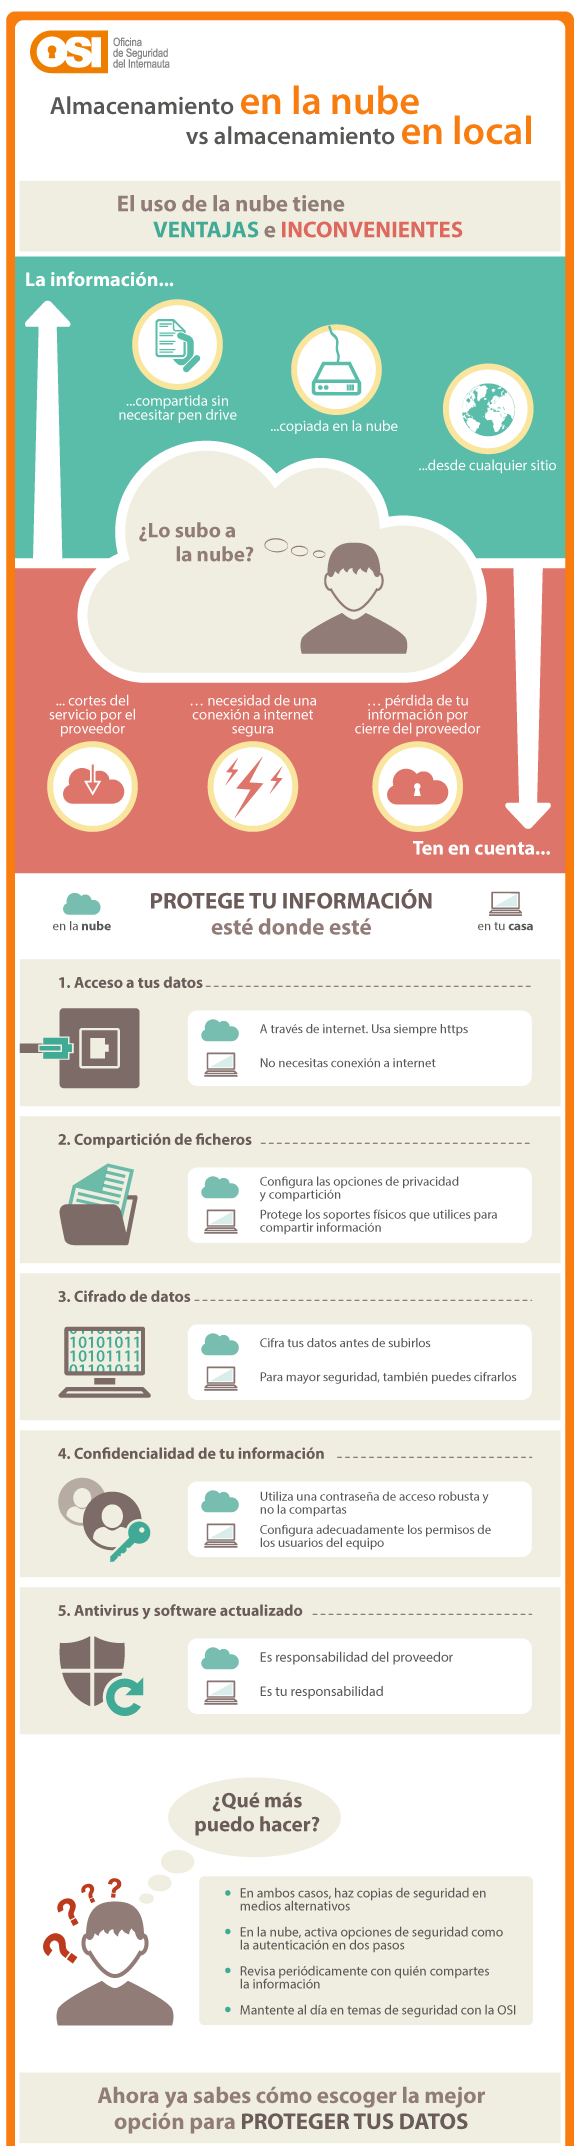 OSI
Oficina
de Seguridad
del Internauta
Almacenamiento en la nube
vs almacenamiento en local
El uso de la nube tiene
VENTAJAS e INCONVENIENTES
La información...
...compartida sin
necesitar pen drive
...copiada en la nube
...desde cualquier sitio
¿Lo subo a
la nube?
... cortes del
servicio por el
proveedor
... necesidad de una
conexión a internet
segura
... pérdida de tu
información por
cierre del proveedor
Ten en cuenta...
PROTEGE TU INFORMACIÓN
esté donde esté
en la nube
en tu casa
1. Acceso a tus datos
A través de internet. Usa siempre https
No necesitas conexión a internet
2. Compartición de ficheros
Configura las opciones de privacidad
y compartición
Protege los soportes físicos que utilices para
compartir información
3. Cifrado de datos
01101011
10101011
10101111
01101011
Cifra tus datos antes de subirlos
Para mayor seguridad, también puedes cifrarlos
4. Confidencialidad de tu información
Utiliza una contraseña de acceso robusta y
no la compartas
Configura adecuadamente los permisos de
los usuarios del equipo
5. Antivirus y software actualizado
Es responsabilidad del proveedor
Es tu responsabilidad
¿Qué más
puedo hacer?
? ? ? ?
• En ambos casos, haz copias de seguridad en
medios alternativos
• En la nube, activa opciones de seguridad como
la autenticación en dos pasos
• Revisa periódicamente con quién compartes
la información
• Mantente al día en temas de seguridad con la OSI
Ahora ya sabes cómo escoger la mejor
opción para PROTEGER TUS DATOS